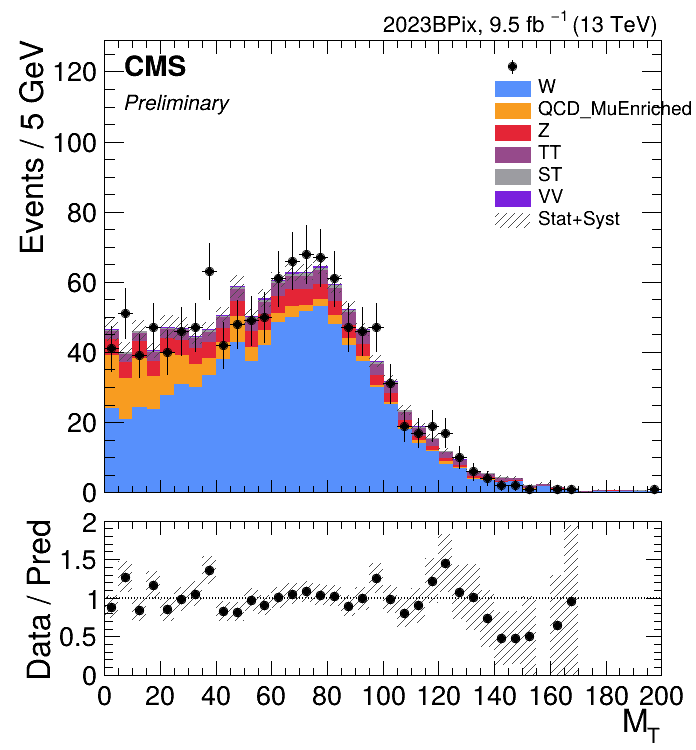 2023BPix, 9.5 fb⁻¹ (13 TeV)
CMS
Preliminary
W
QCD_MuEnriched
Z
TT
ST
VV
Stat+Syst
Events / 5 GeV
120
100
80
60
40
20
0
Data / Pred
2
1.5
1
0.5
0
0 20 40 60 80 100 120 140 160 180 200
M_T